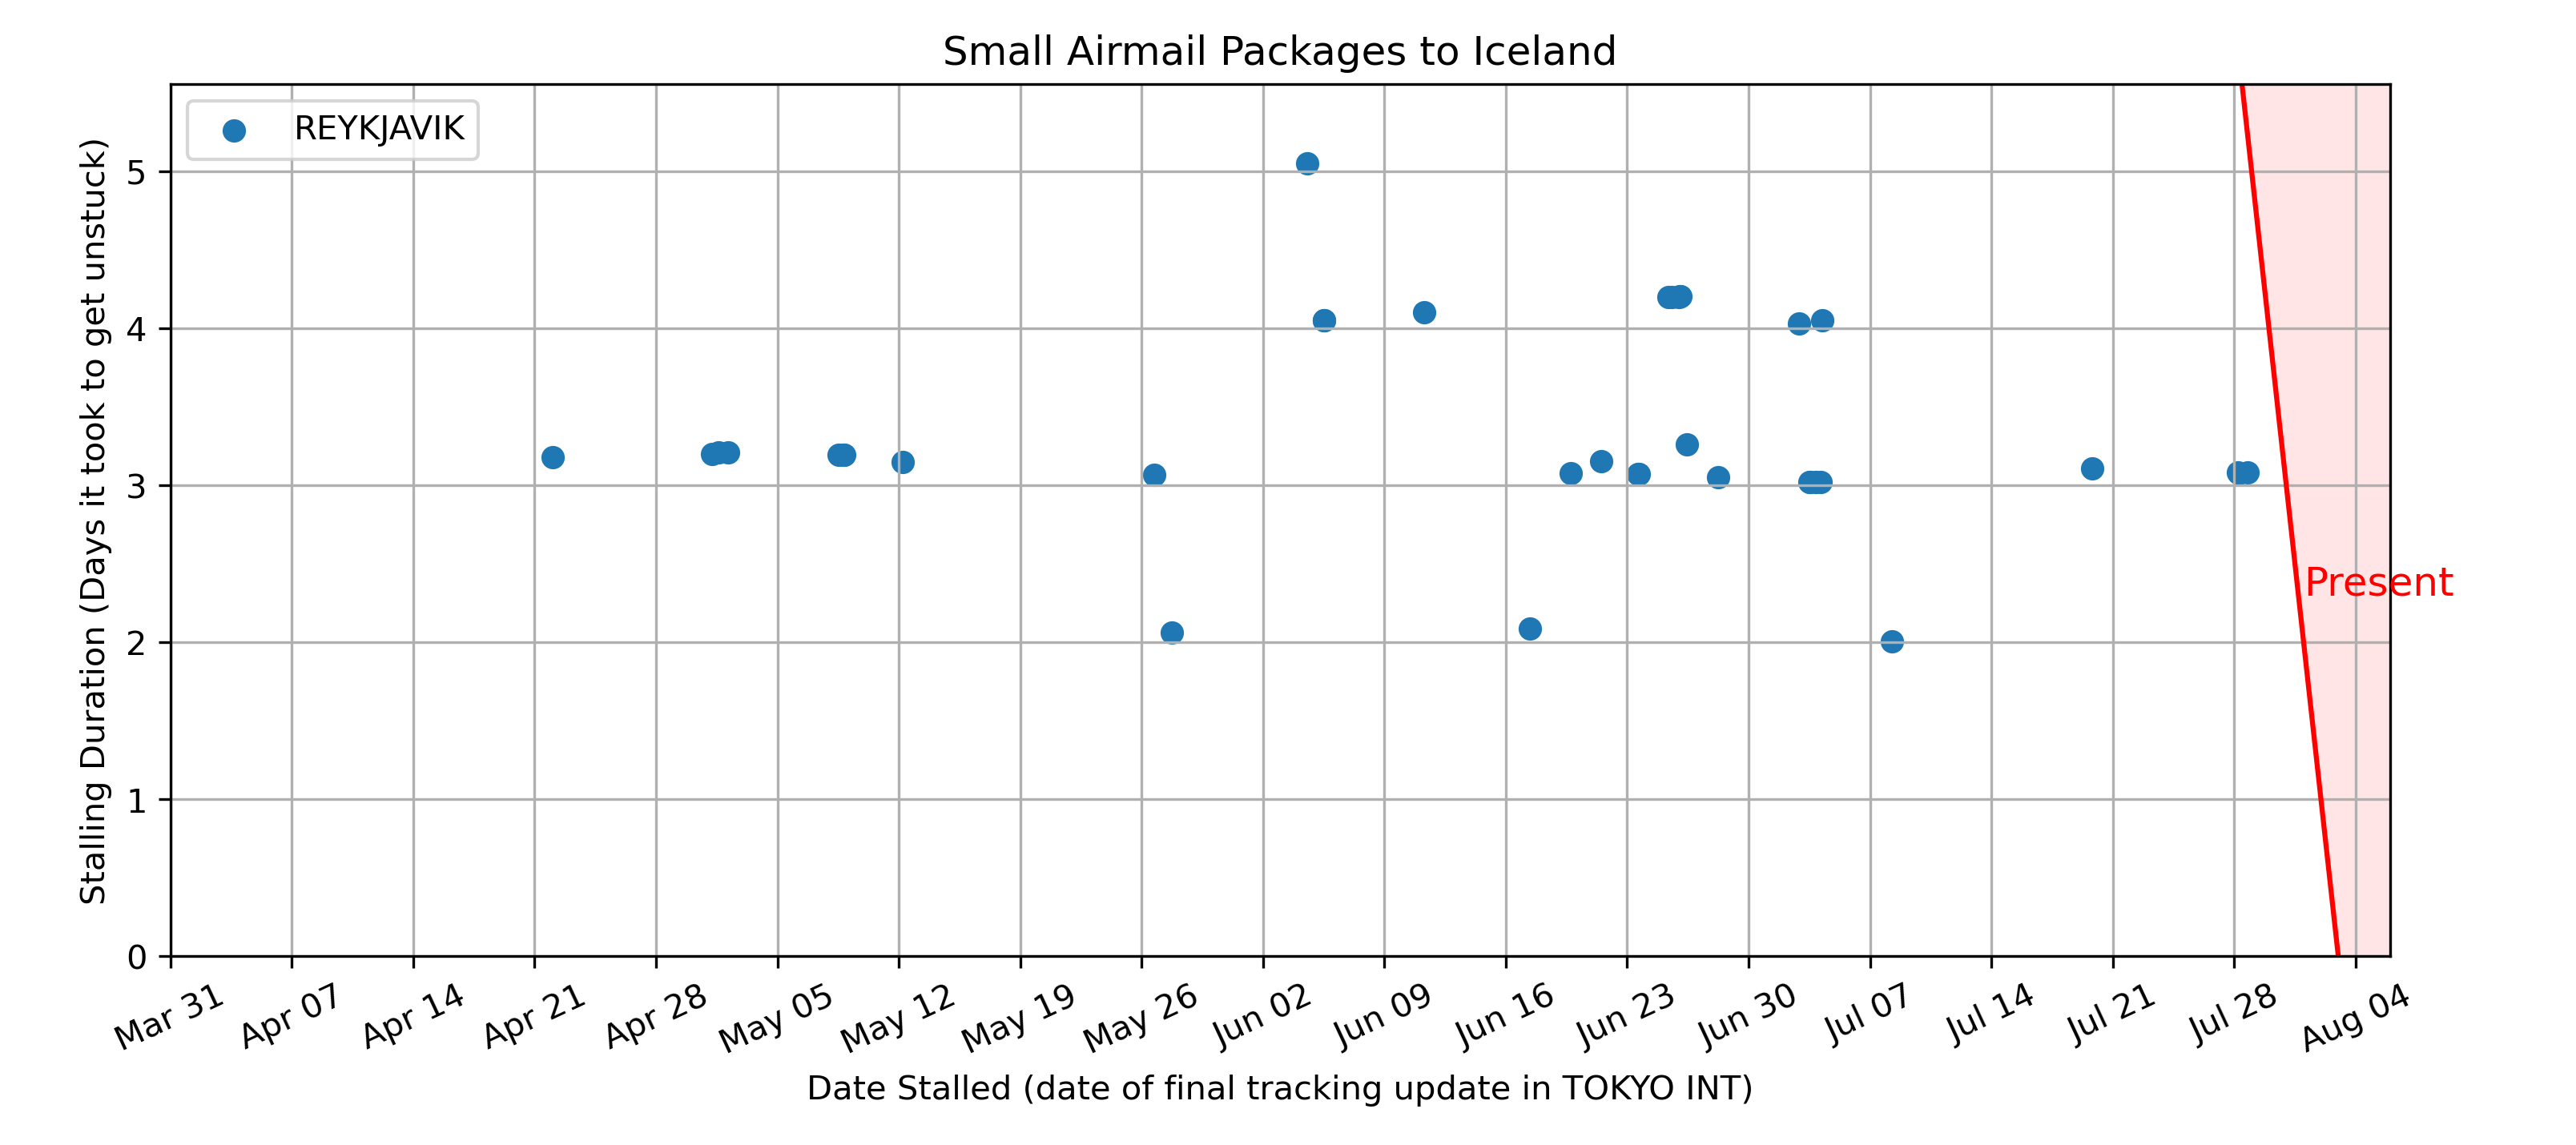 Small Airmail Packages to Iceland
REYKJAVIK
Stalling Duration (Days it took to get unstuck)
5
4
3
2
1
0
Present
Mar 31
Apr 07
Apr 14
Apr 21
Apr 28
May 05
May 12
May 19
May 26
Jun 02
Jun 09
Jun 16
Jun 23
Jun 30
Jul 07
Jul 14
Jul 21
Jul 28
Aug 04
Date Stalled (date of final tracking update in TOKYO INT)